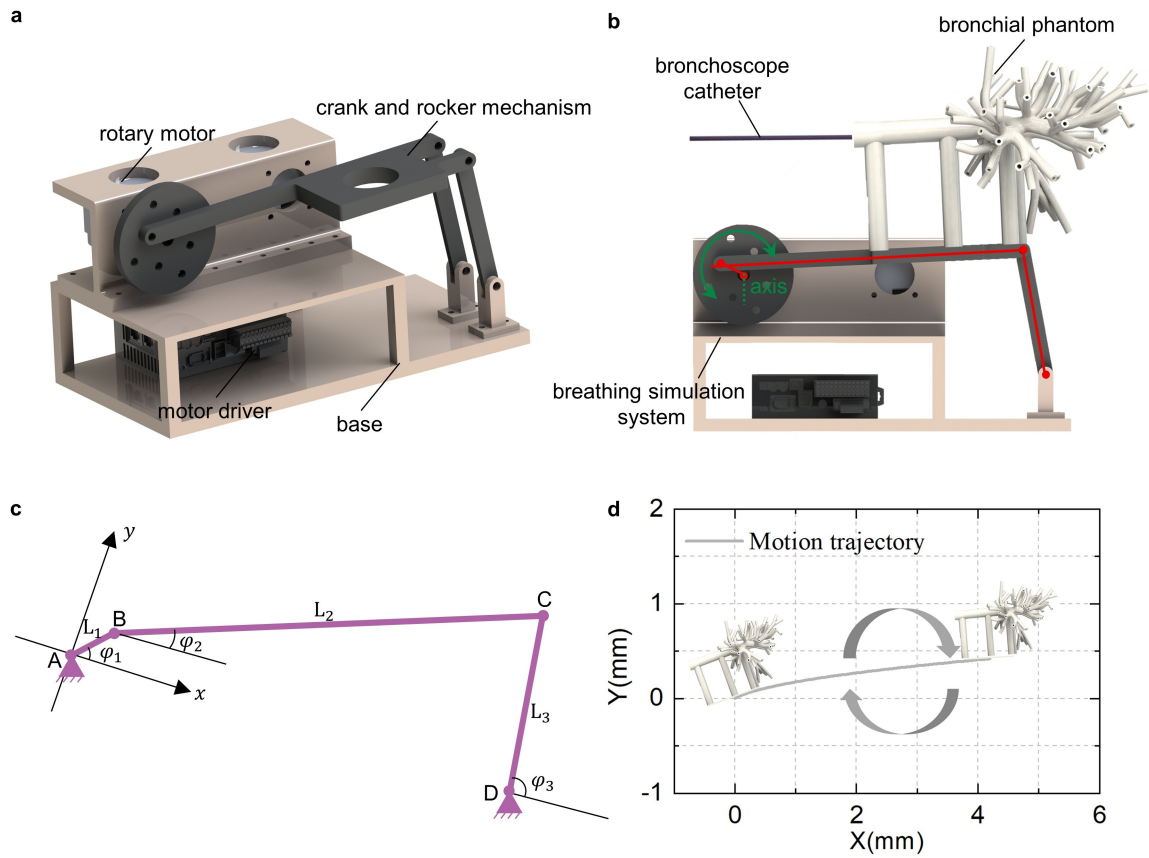 a
crank and rocker mechanism
rotary motor
motor driver
base
b
bronchial phantom
bronchoscope
catheter
axis
breathing simulation
system
c
y
B
L₂
C
L₁
A
φ₁
φ₂
x
L₃
D
φ₃
d
2
1
0
-1
Y(mm)
Motion trajectory
0
2
4
6
X(mm)